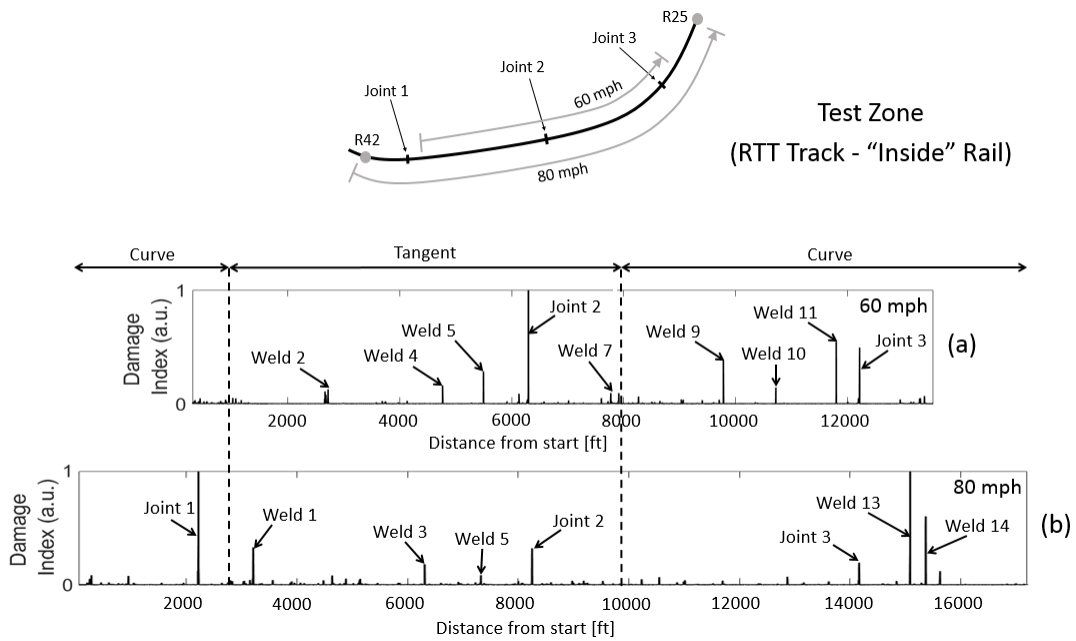 R25
Joint 3
Joint 2
Joint 1
60 mph
R42
80 mph
Test Zone
(RTT Track - “Inside” Rail)
Curve
Tangent
Curve
1
60 mph
Damage
Index (a.u.)
Joint 2
Weld 11
Weld 5
Weld 9
Joint 3
(a)
Weld 2
Weld 4
Weld 7
Weld 10
0
2000
4000
6000
8000
10000
12000
Distance from start [ft]
1
80 mph
Damage
Index (a.u.)
Joint 1
Weld 1
Weld 3
Weld 5
Joint 2
Joint 3
Weld 13
Weld 14
(b)
0
2000
4000
6000
8000
10000
12000
14000
16000
Distance from start [ft]